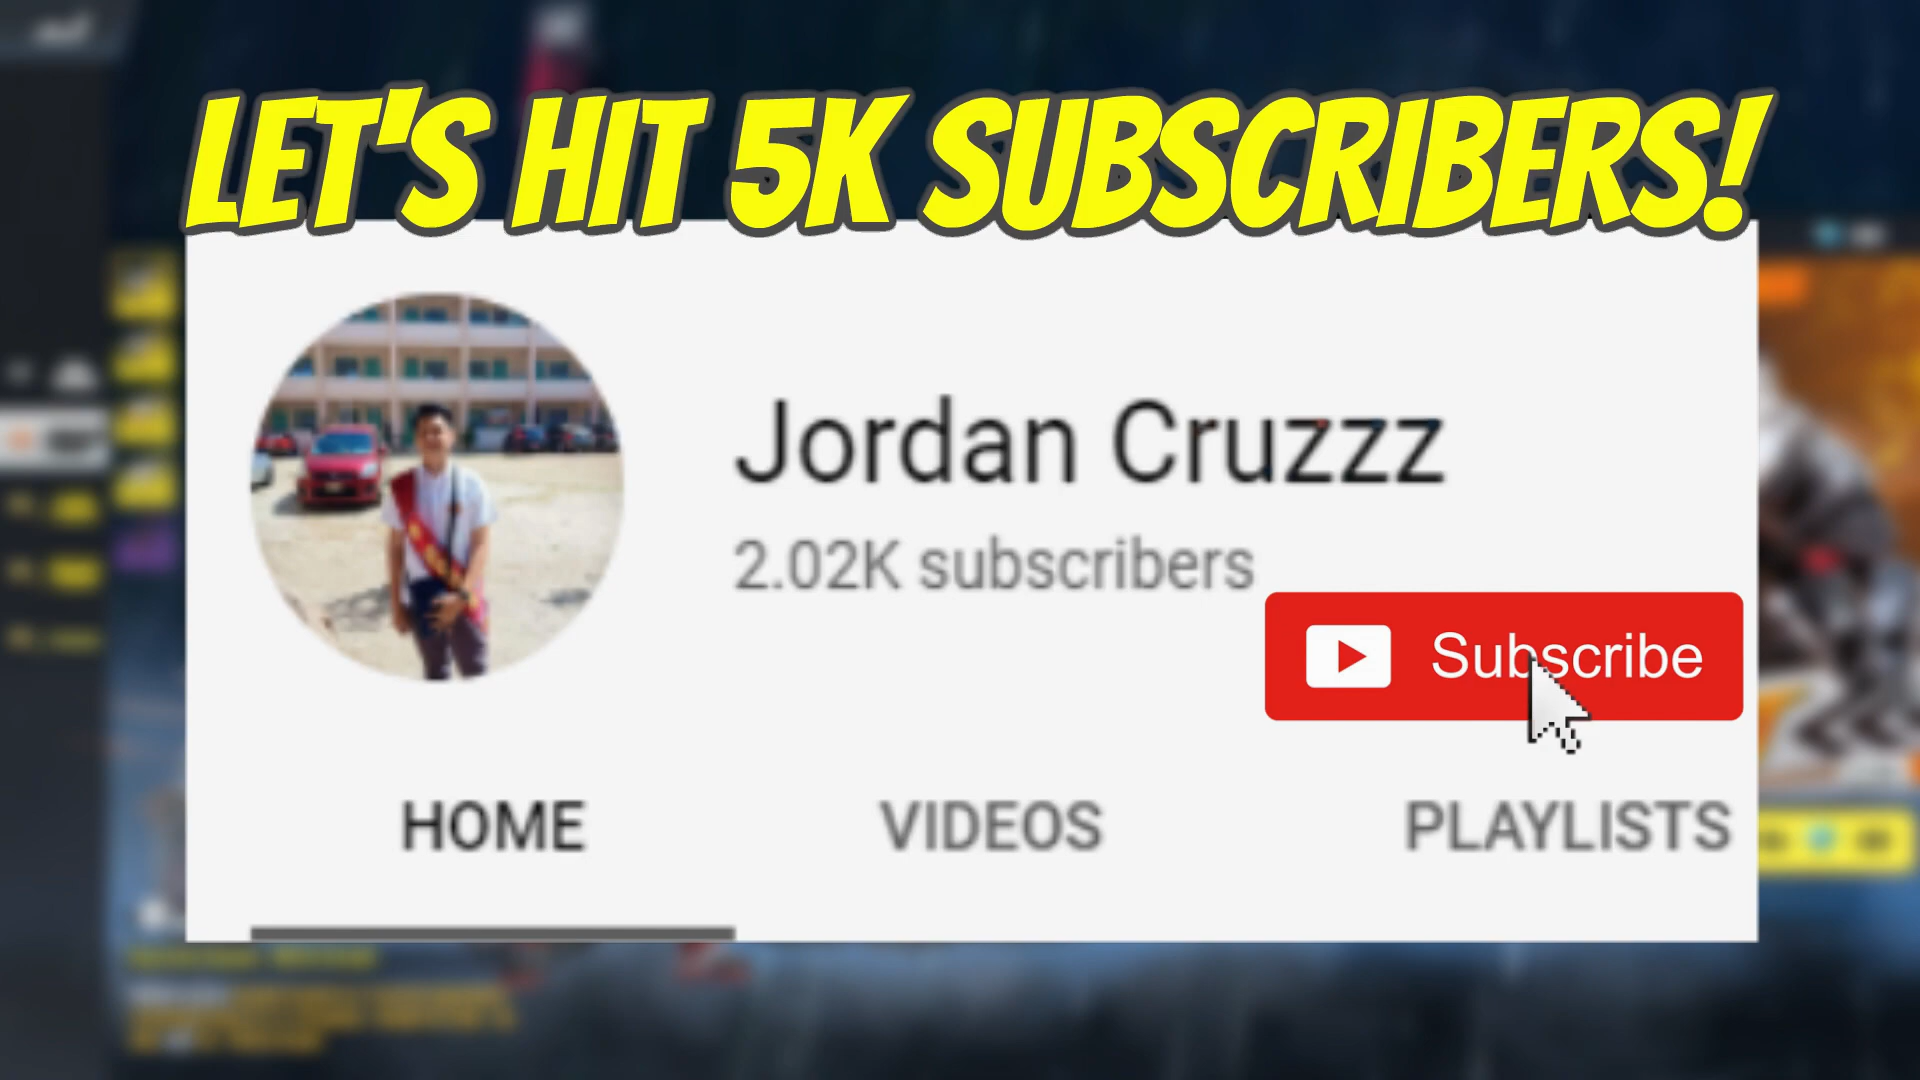 LET'S HIT 5K SUBSCRIBERS!
Jordan Cruzzz
2.02K subscribers
Subscribe
HOME VIDEOS PLAYLISTS